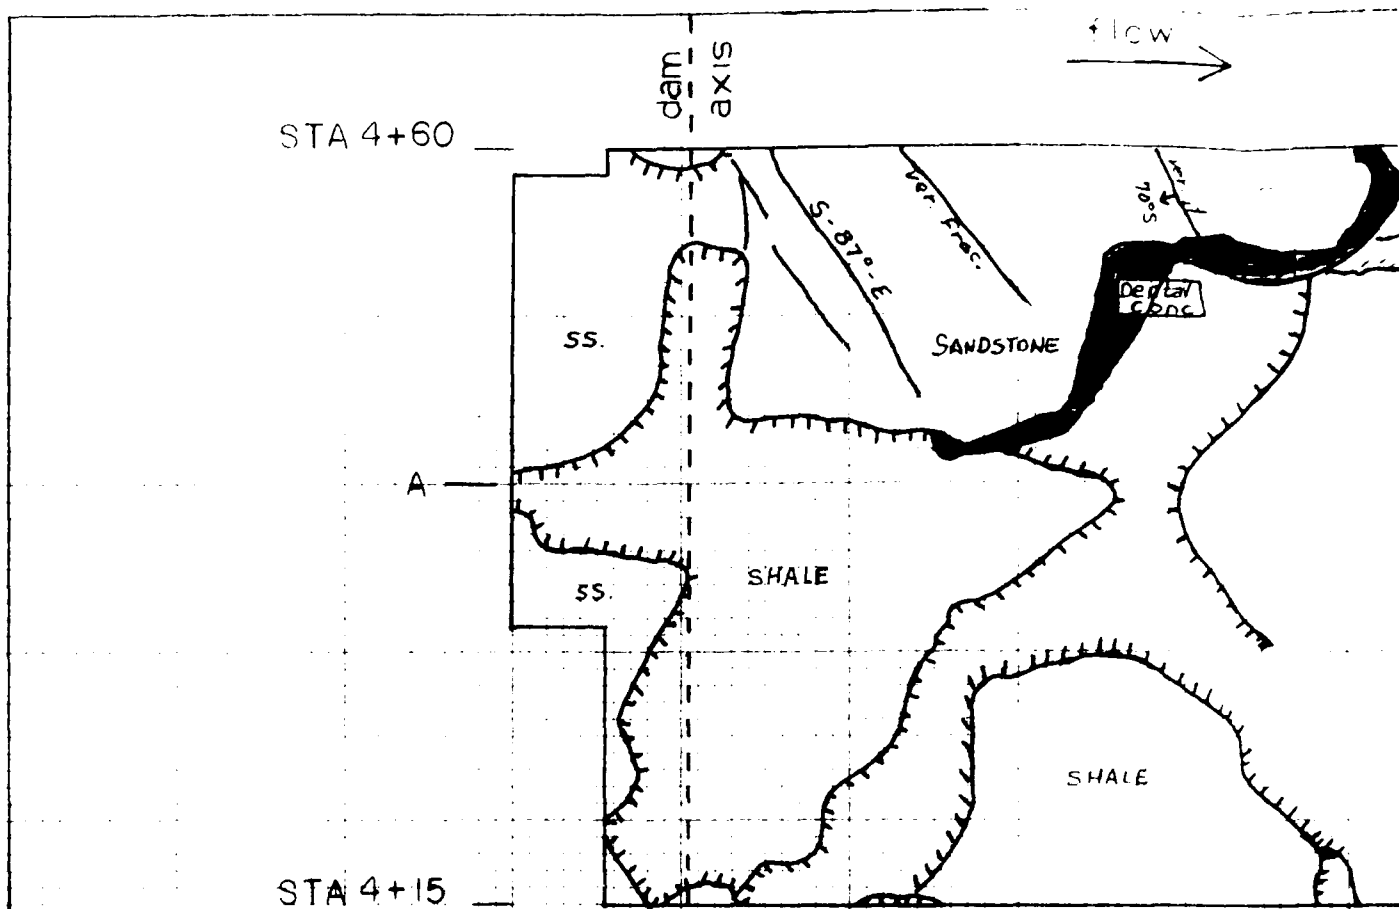 flow
dam
axis
STA 4+60
S-87°-E
Ver. Frac.
70°S
Dental
Conc
SS.
SANDSTONE
A
SHALE
SS.
SHALE
STA 4+15